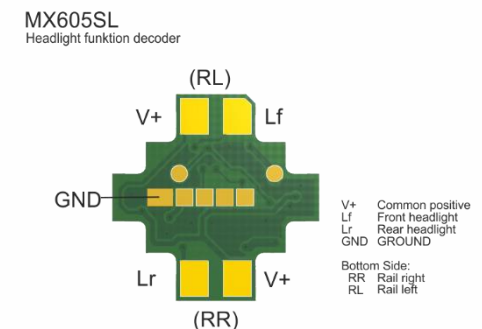 MX605SL
Headlight funktion decoder
(RL)
V+ Lf
GND
Lr V+
(RR)
V+ Common positive
Lf Front headlight
Lr Rear headlight
GND GROUND
Bottom Side:
RR Rail right
RL Rail left